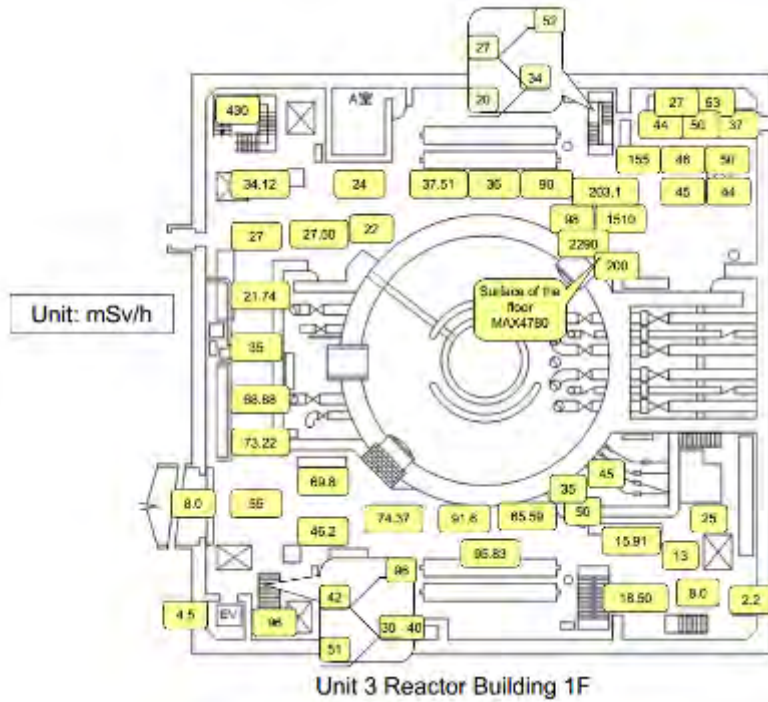 52
27
34
20
430
A室
27 63
44 50 37
155 46 50
34.12 24 37.51 36 90 203.1 45 44
98 1510
27 27.50 22
2290
200
Surface of the
floor
MAX4780
21.74
Unit: mSv/h
35
68.88
73.22
69.8
45
35
8.0 55
50
74.37 91.6 65.59 25
46.2
15.91
13
95.83
96
42
18.50 8.0 2.2
4.5 EV
96
30 40
51
Unit 3 Reactor Building 1F